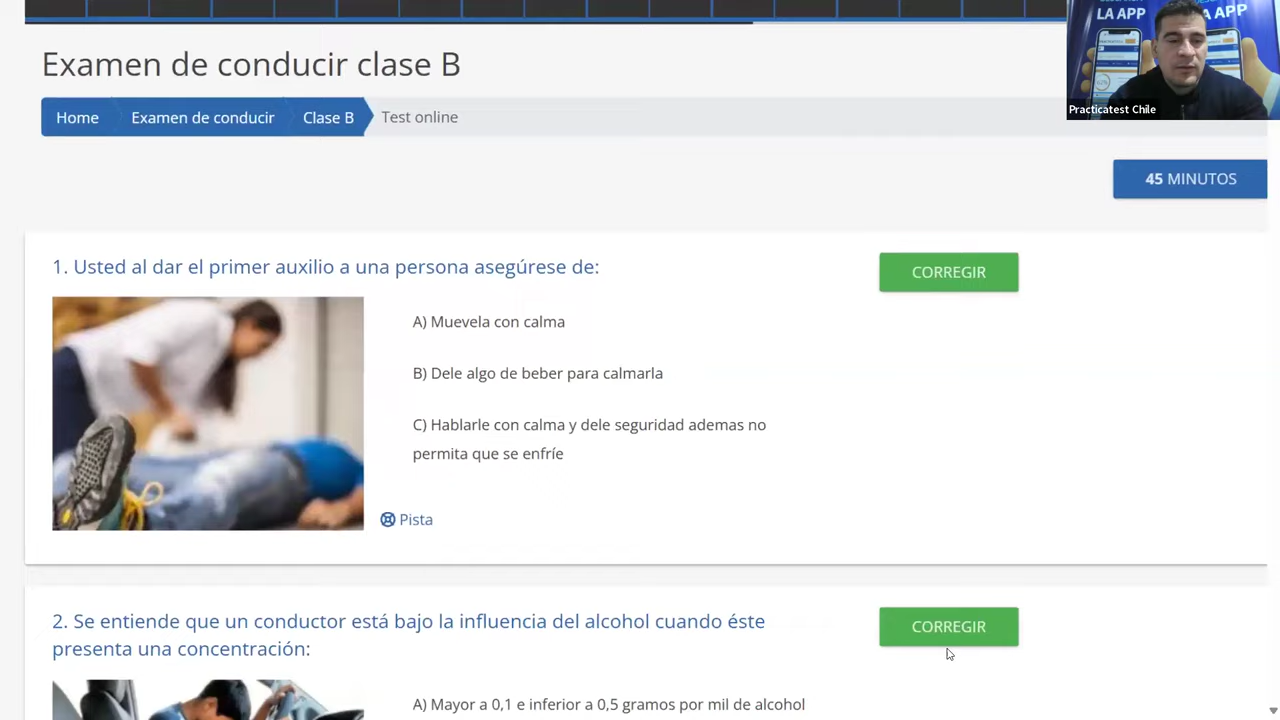 LA APP
A APP
Practicatest Chile
Examen de conducir clase B
Home
Examen de conducir
Clase B
Test online
45 MINUTOS
1. Usted al dar el primer auxilio a una persona asegúrese de:
CORREGIR
A) Muevela con calma
B) Dele algo de beber para calmarla
C) Hablarle con calma y dele seguridad ademas no
permita que se enfríe
Pista
2. Se entiende que un conductor está bajo la influencia del alcohol cuando éste
presenta una concentración:
CORREGIR
A) Mayor a 0,1 e inferior a 0,5 gramos por mil de alcohol